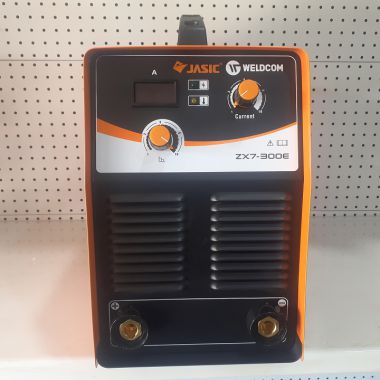 A
JASIC WELDCOM
Current
ZX7-300E